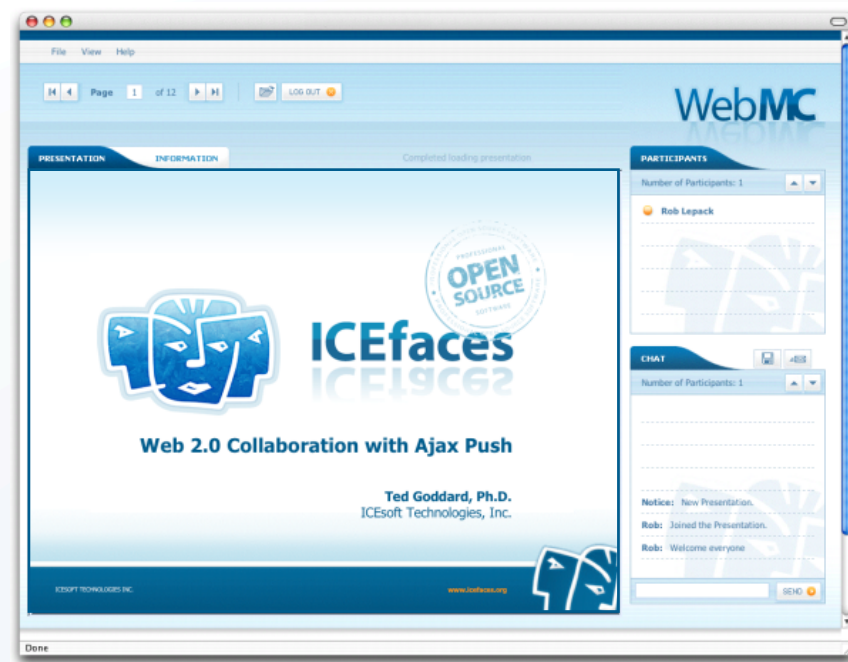 File View Help
Page 1 of 12 LOG OUT
WebMC
PRESENTATION INFORMATION Completed loading presentation
PARTICIPANTS
Number of Participants: 1
Rob Lepack
PROFESSIONAL
OPEN
SOURCE
SOFTWARE
ICEfaces
Web 2.0 Collaboration with Ajax Push
Ted Goddard, Ph.D.
ICEsoft Technologies, Inc.
ICESOFT TECHNOLOGIES INC.
www.icefaces.org
CHAT
Number of Participants: 1
Notice: New Presentation.
Rob: Joined the Presentation.
Rob: Welcome everyone
SEND
Done